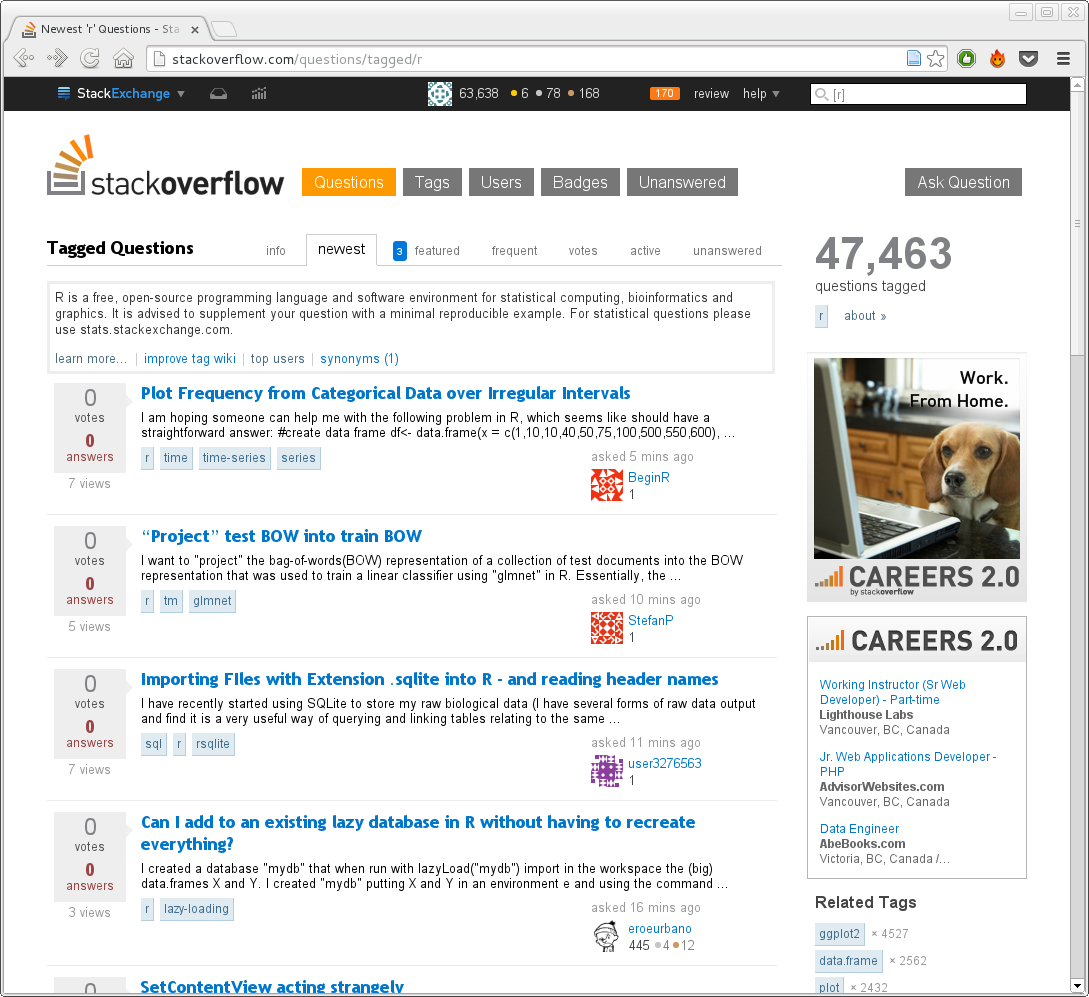 Newest 'r' Questions - Sta
stackoverflow.com/questions/tagged/r
StackExchange
63,638 6 78 168
170 review help
[r]
stackoverflow
Questions Tags Users Badges Unanswered
Ask Question
Tagged Questions
info newest 3 featured frequent votes active unanswered
R is a free, open-source programming language and software environment for statistical computing, bioinformatics and
graphics. It is advised to supplement your question with a minimal reproducible example. For statistical questions please
use stats.stackexchange.com.
learn more… | improve tag wiki | top users | synonyms (1)
0
votes
0
answers
7 views
Plot Frequency from Categorical Data over Irregular Intervals
I am hoping someone can help me with the following problem in R, which seems like should have a
straightforward answer: #create data frame df<- data.frame(x = c(1,10,10,40,50,75,100,500,550,600), ...
r time time-series series
asked 5 mins ago
BeginR
1
0
votes
0
answers
5 views
“Project” test BOW into train BOW
I want to "project" the bag-of-words(BOW) representation of a collection of test documents into the BOW
representation that was used to train a linear classifier using "glmnet" in R. Essentially, the ...
r tm glmnet
asked 10 mins ago
StefanP
1
0
votes
0
answers
7 views
Importing FIles with Extension .sqlite into R - and reading header names
I have recently started using SQLite to store my raw biological data (I have several forms of raw data output
and find it is a very useful way of querying and linking tables relating to the same ...
sql r rsqlite
asked 11 mins ago
user3276563
1
0
votes
0
answers
3 views
Can I add to an existing lazy database in R without having to recreate
everything?
I created a database "mydb" that when run with lazyLoad("mydb") import in the workspace the (big)
data.frames X and Y. I created "mydb" putting X and Y in an environment e and using the command ...
r lazy-loading
asked 16 mins ago
eroeurbano
445 4 12
0
SetContentView acting strangely
47,463
questions tagged
r about »
Work.
From Home.
CAREERS 2.0
by stackoverflow
CAREERS 2.0
Working Instructor (Sr Web
Developer) - Part-time
Lighthouse Labs
Vancouver, BC, Canada
Jr. Web Applications Developer -
PHP
AdvisorWebsites.com
Vancouver, BC, Canada
Data Engineer
AbeBooks.com
Victoria, BC, Canada /…
Related Tags
ggplot2 × 4527
data.frame × 2562
plot × 2432